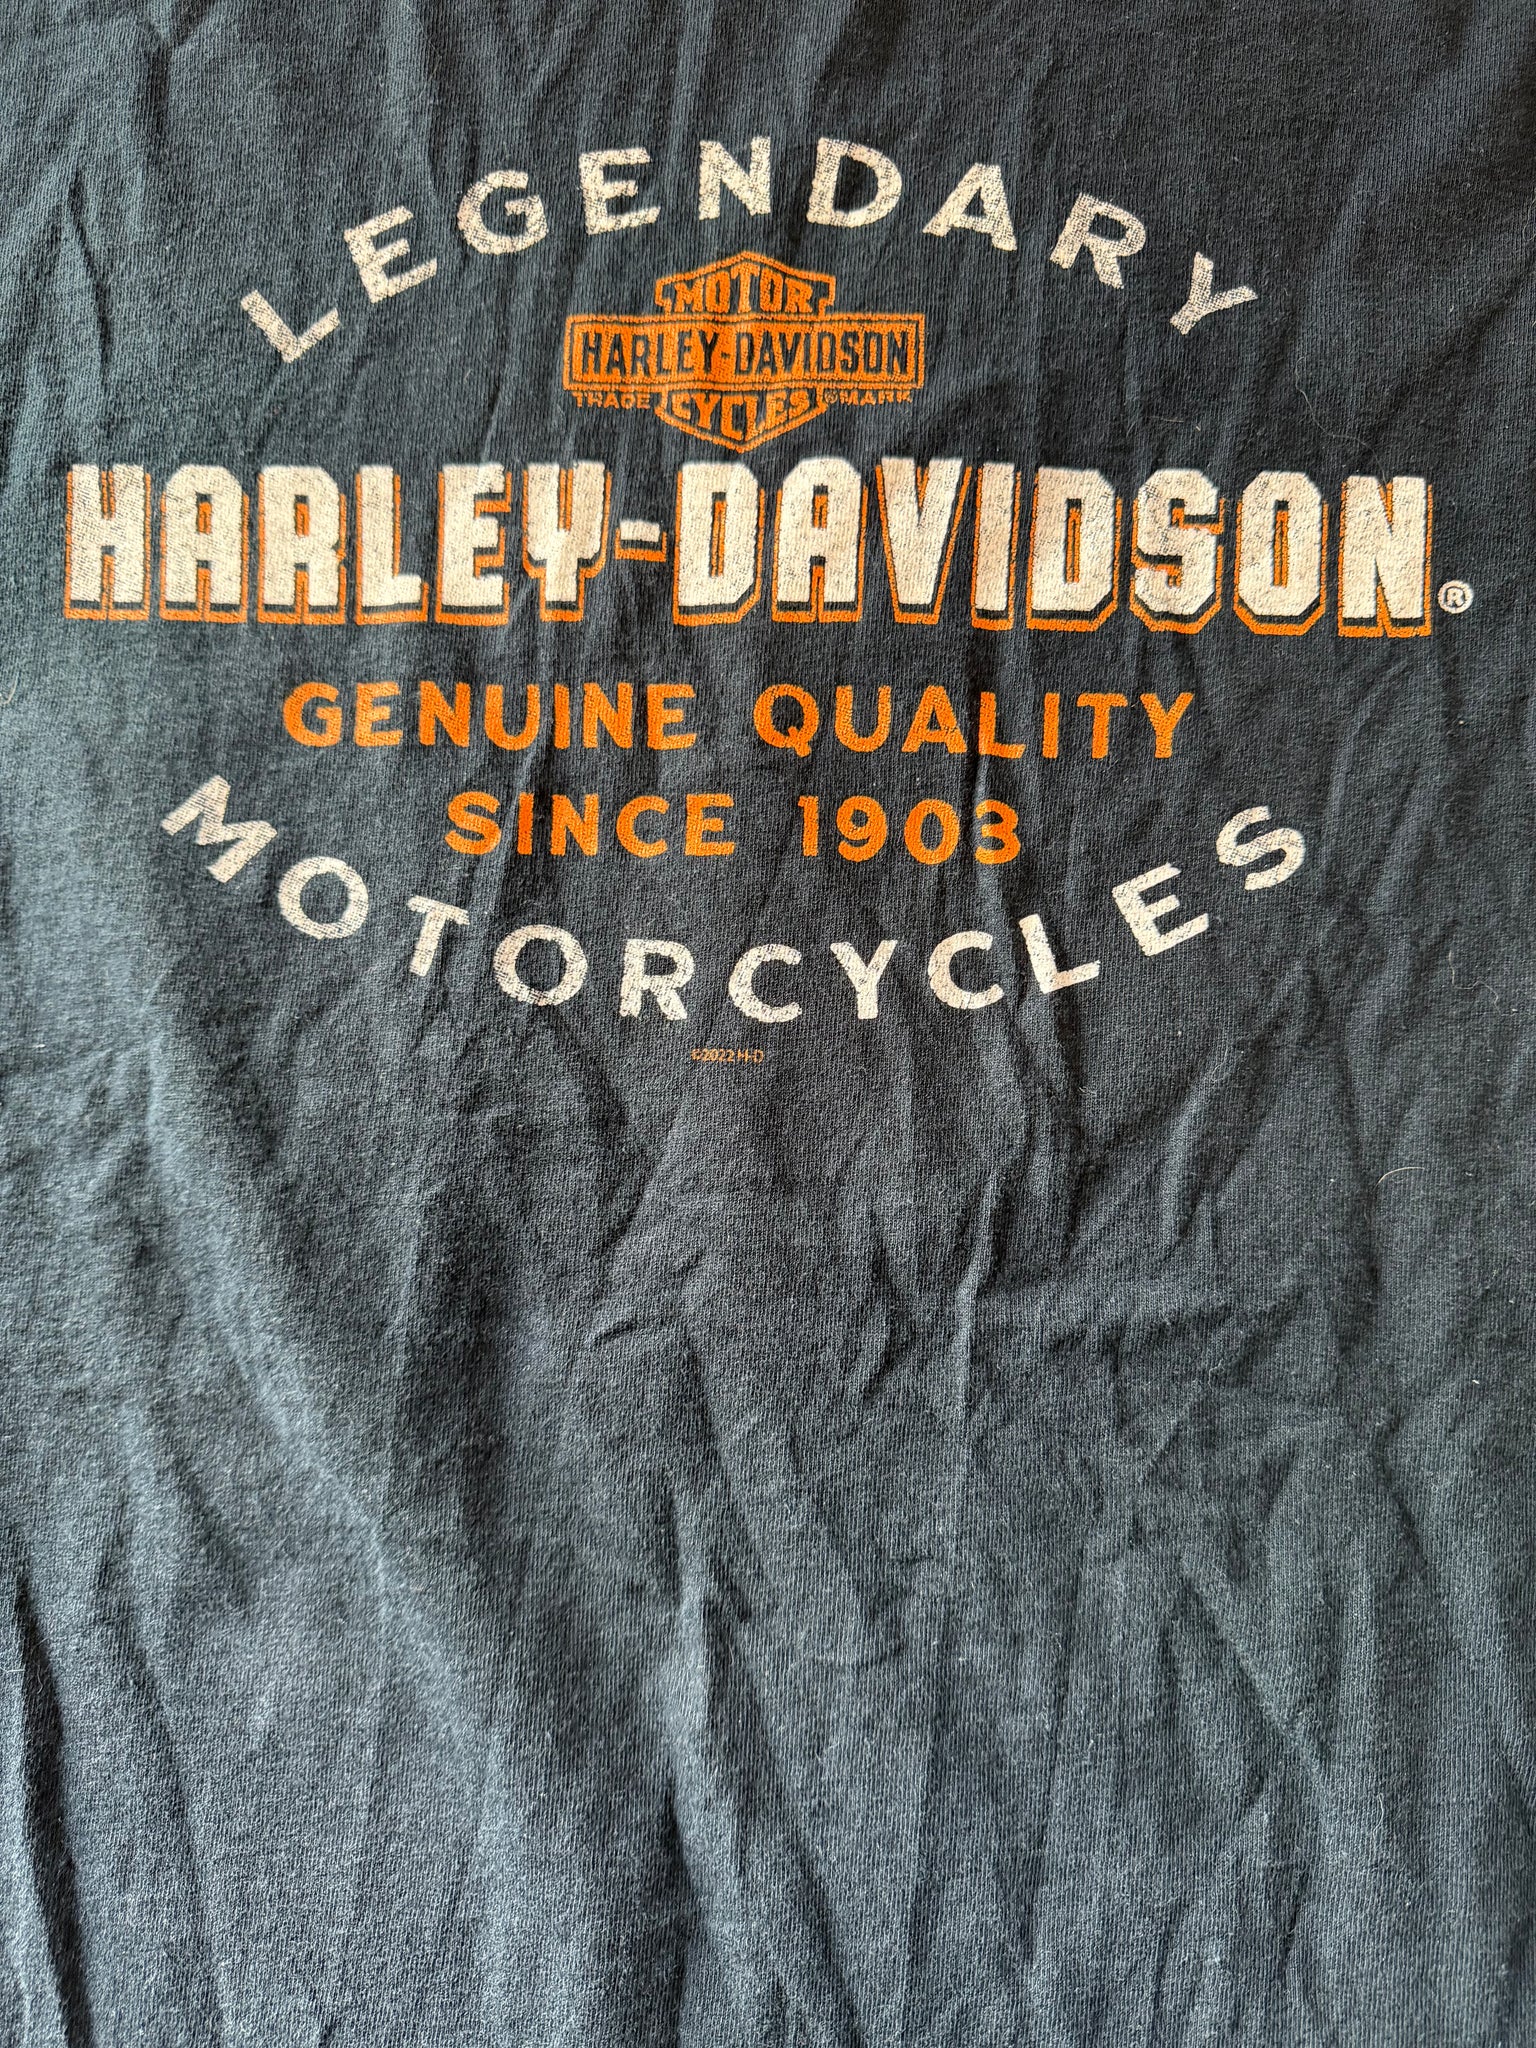 LEGENDARY
MOTOR
HARLEY-DAVIDSON
TRADE ® MARK
CYCLES
HARLEY-DAVIDSON®
GENUINE QUALITY
SINCE 1903
MOTORCYCLES
©2022 H-D